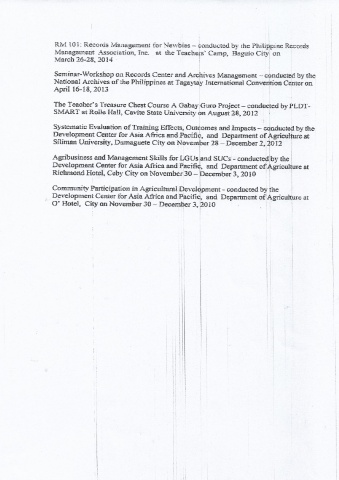 RM 101: Records Management for Newbies – conducted by the Philippine Records
Management Association, Inc. at the Teachers' Camp, Baguio City on
March 26-28, 2014
Seminar-Workshop on Records Center and Archives Management – conducted by the
National Archives of the Philippines at Tagaytay International Convention Center on
April 16-18, 2013
The Teacher's Treasure Chest Course A Gabay Guro Project – conducted by PLDT-
SMART at Rolle Hall, Cavite State University on August 28, 2012
Systematic Evaluation of Training Effects, Outcomes and Impacts – conducted by the
Development Center for Asia Africa and Pacific, and Department of Agriculture at
Siliman University, Dumaguete City on November 28 – December 2, 2012
Agribusiness and Management Skills for LGUs and SUCs - conducted by the
Development Center for Asia Africa and Pacific, and Department of Agriculture at
Richmond Hotel, Cuby City on November 30 – December 3, 2010
Community Participation in Agricultural Development - conducted by the
Development Center for Asia Africa and Pacific, and Department of Agriculture at
O' Hotel, City on November 30 – December 3, 2010